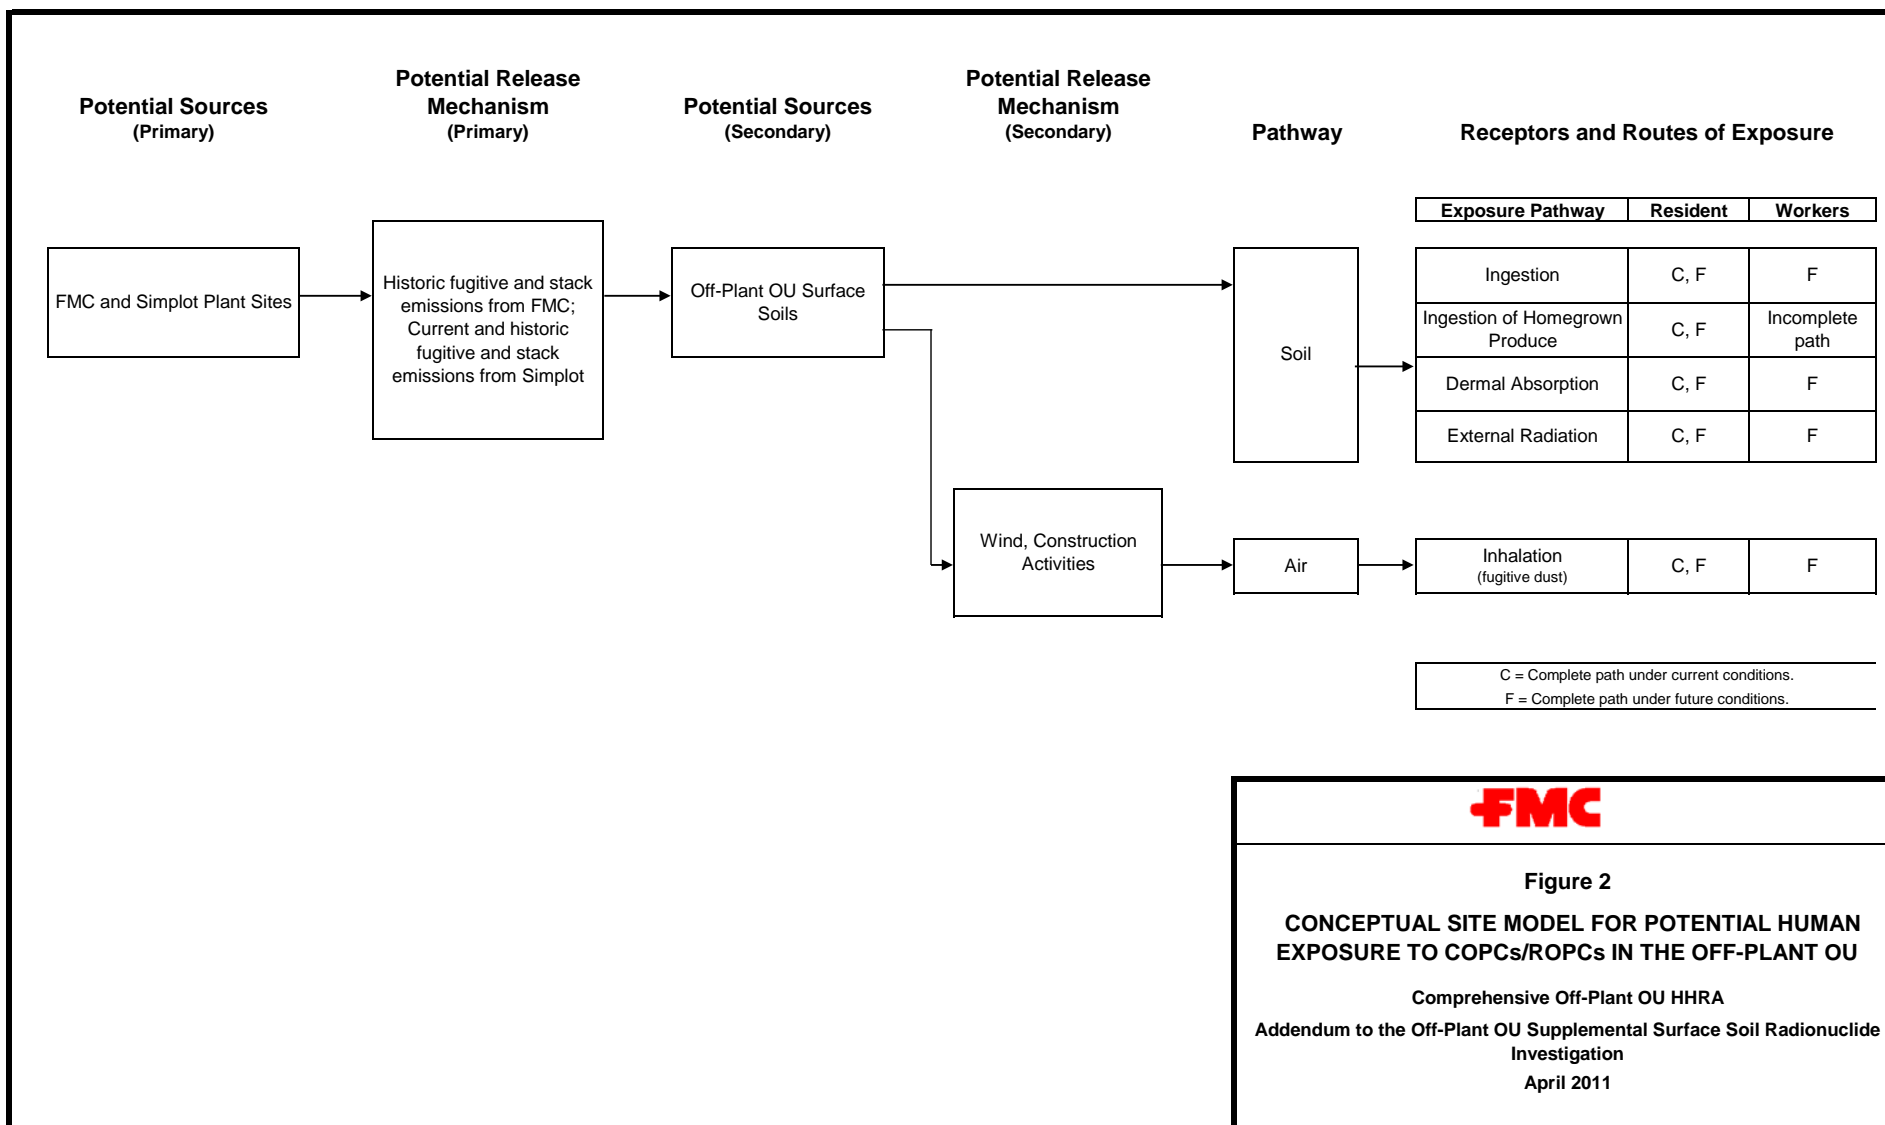 Potential Sources
(Primary)
Potential Release
Mechanism
(Primary)
Potential Sources
(Secondary)
Potential Release
Mechanism
(Secondary)
Pathway
Receptors and Routes of Exposure
Exposure Pathway Resident Workers
FMC and Simplot Plant Sites
Historic fugitive and stack
emissions from FMC;
Current and historic
fugitive and stack
emissions from Simplot
Off-Plant OU Surface
Soils
Soil
Ingestion C, F F
Ingestion of Homegrown
Produce C, F Incomplete
path
Dermal Absorption C, F F
External Radiation C, F F
Wind, Construction
Activities
Air
Inhalation
(fugitive dust) C, F F
C = Complete path under current conditions.
F = Complete path under future conditions.
FMC
Figure 2
CONCEPTUAL SITE MODEL FOR POTENTIAL HUMAN
EXPOSURE TO COPCs/ROPCs IN THE OFF-PLANT OU
Comprehensive Off-Plant OU HHRA
Addendum to the Off-Plant OU Supplemental Surface Soil Radionuclide
Investigation
April 2011